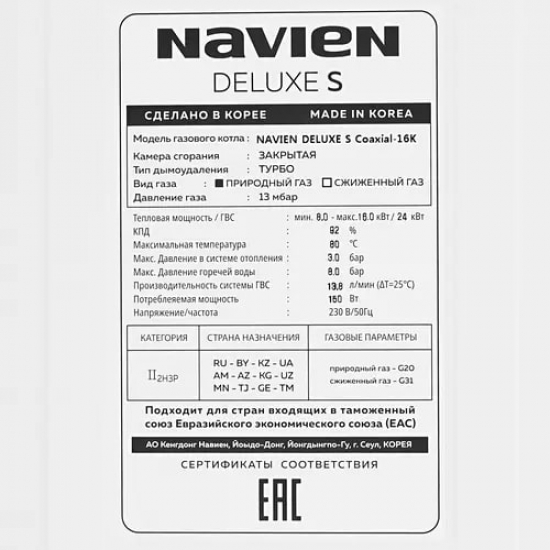 NAVIEN
DELUXE S
СДЕЛАНО В КОРЕЕ MADE IN KOREA
Модель газового котла : NAVIEN DELUXE S Coaxial-16K
Камера сгорания : ЗАКРЫТАЯ
Тип дымоудаления : ТУРБО
Вид газа : ПРИРОДНЫЙ ГАЗ СЖИЖЕННЫЙ ГАЗ
Давление газа : 13 мбар
Тепловая мощность / ГВС : мин. 8.0 - макс.16.0 кВт/ 24 кВт
КПД : 92 %
Максимальная температура : 80 °C
Макс. Давление в системе отопления : 3.0 бар
Макс. Давление горячей воды : 8.0 бар
Производительность системы ГВС : 13,8 л/мин (ΔT=25°C)
Потребляемая мощность : 150 Вт
Напряжение/частота : 230 В/50Гц
КАТЕГОРИЯ СТРАНА НАЗНАЧЕНИЯ ГАЗОВЫЕ ПАРАМЕТРЫ
II2H3P
RU - BY - KZ - UA
AM - AZ - KG - UZ
MN - TJ - GE - TM
природный газ - G20
сжиженный газ - G31
Подходит для стран входящих в таможенный
союз Евразийского экономического союза (EAC)
АО Кенгдонг Навиен, Йоыдо-Донг, Йонгдынгпо-Гу, г. Сеул, КОРЕЯ
СЕРТИФИКАТЫ СООТВЕТСТВИЯ
EAC